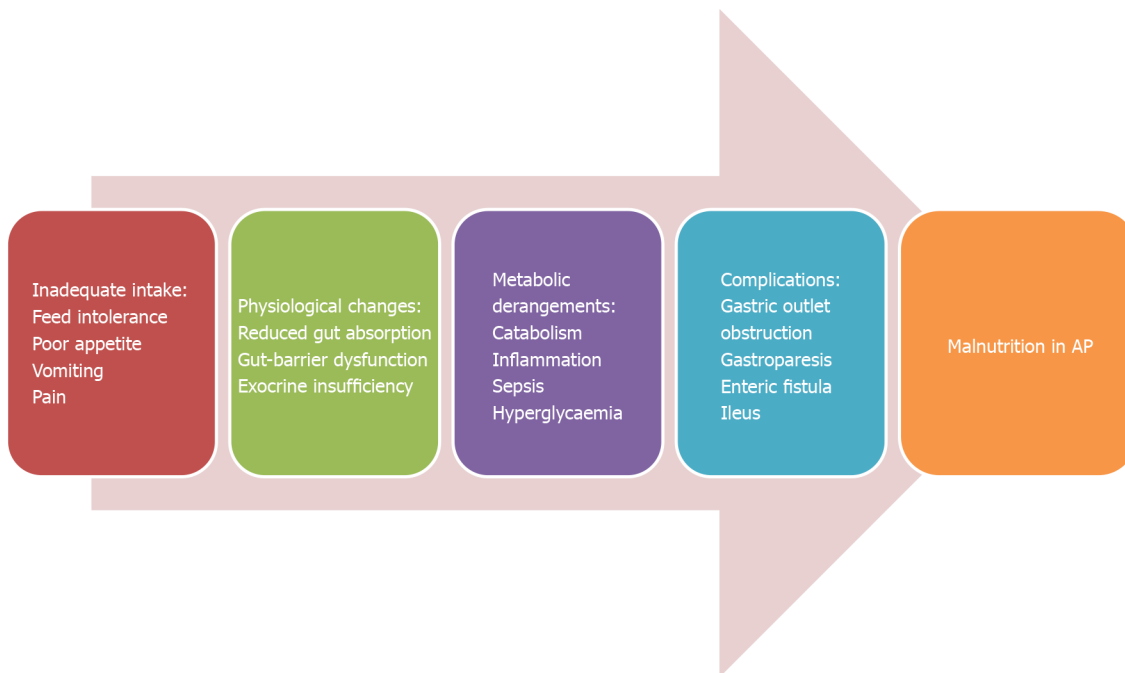 Inadequate intake:
Feed intolerance
Poor appetite
Vomiting
Pain
Physiological changes:
Reduced gut absorption
Gut-barrier dysfunction
Exocrine insufficiency
Metabolic
derangements:
Catabolism
Inflammation
Sepsis
Hyperglycaemia
Complications:
Gastric outlet
obstruction
Gastroparesis
Enteric fistula
Ileus
Malnutrition in AP